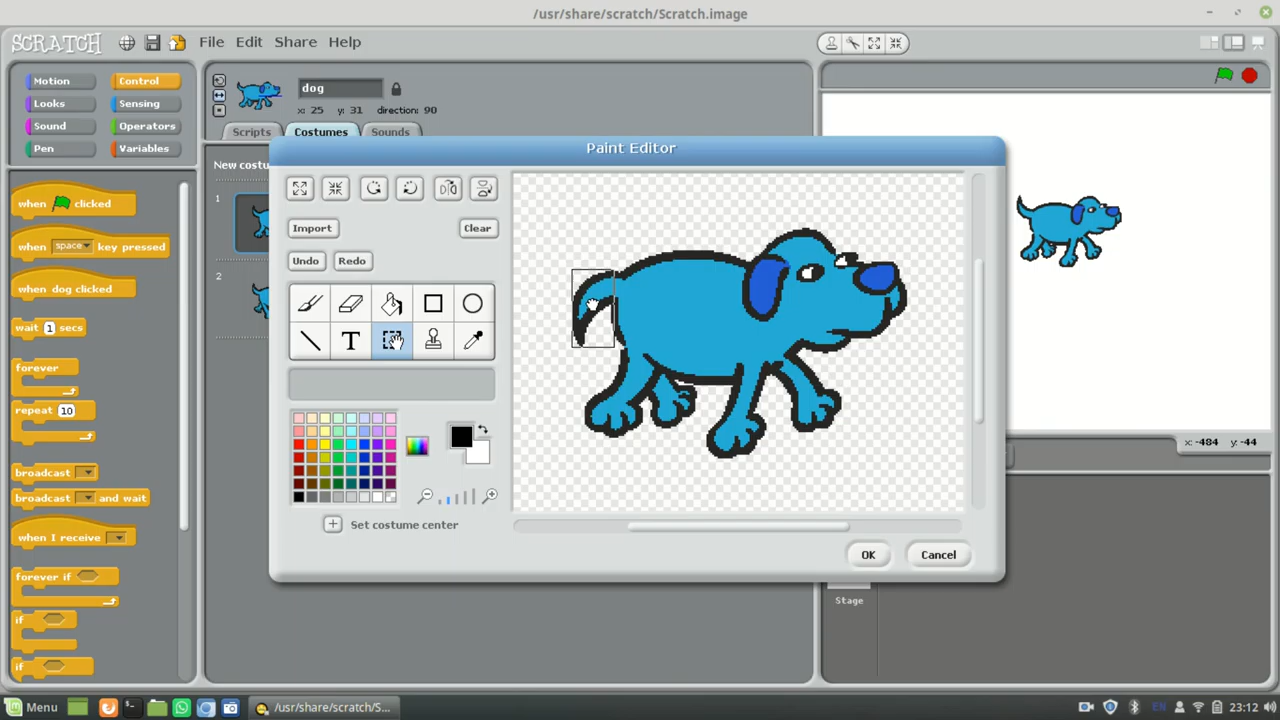 /usr/share/scratch/Scratch.image
SCRATCH File Edit Share Help
Motion Control
Looks Sensing
Sound Operators
Pen Variables
dog
x: 25 y: 31 direction: 90
Scripts Costumes Sounds
New costu
1
2
when clicked
when space key pressed
when dog clicked
wait 1 secs
forever
repeat 10
broadcast
broadcast and wait
when I receive
forever if
if
if
Paint Editor
Import Clear
Undo Redo
T
Set costume center
OK Cancel
x: -484 y: -44
Stage
Menu
/usr/share/scratch/S...
EN
23:12